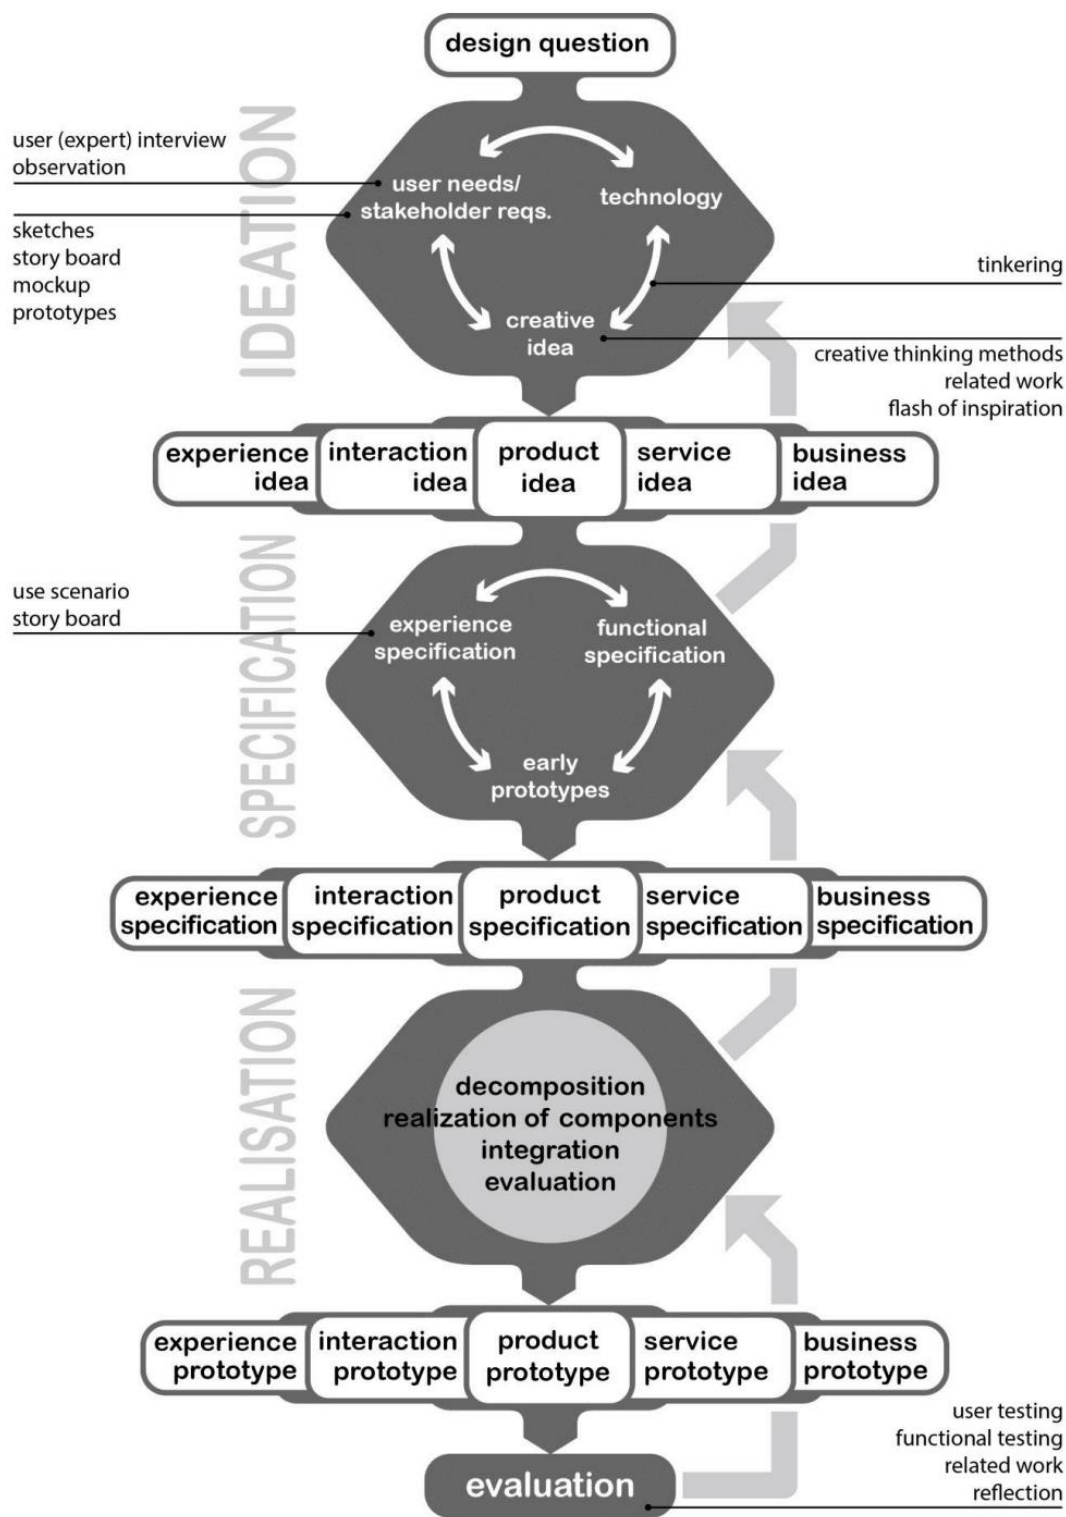 design question
IDEATION
user (expert) interview
observation
sketches
story board
mockup
prototypes
user needs/
stakeholder reqs.
technology
creative
idea
tinkering
creative thinking methods
related work
flash of inspiration
experience
idea
interaction
idea
product
idea
service
idea
business
idea
SPECIFICATION
use scenario
story board
experience
specification
functional
specification
early
prototypes
experience
specification
interaction
specification
product
specification
service
specification
business
specification
REALISATION
decomposition
realization of components
integration
evaluation
experience
prototype
interaction
prototype
product
prototype
service
prototype
business
prototype
evaluation
user testing
functional testing
related work
reflection